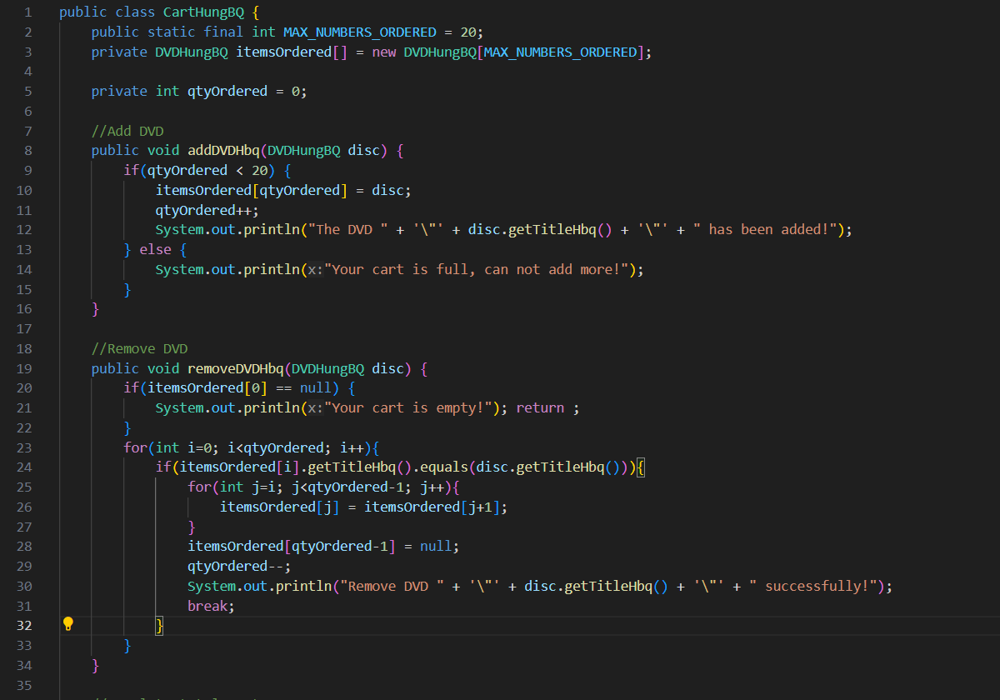 1 public class CartHungBQ {
2 public static final int MAX_NUMBERS_ORDERED = 20;
3 private DVDHungBQ itemsOrdered[] = new DVDHungBQ[MAX_NUMBERS_ORDERED];
4
5 private int qtyOrdered = 0;
6
7 //Add DVD
8 public void addDVDHbq(DVDHungBQ disc) {
9 if(qtyOrdered < 20) {
10 itemsOrdered[qtyOrdered] = disc;
11 qtyOrdered++;
12 System.out.println("The DVD " + '\"' + disc.getTitleHbq() + '\"' + " has been added!");
13 } else {
14 System.out.println(x:"Your cart is full, can not add more!");
15 }
16 }
17
18 //Remove DVD
19 public void removeDVDHbq(DVDHungBQ disc) {
20 if(itemsOrdered[0] == null) {
21 System.out.println(x:"Your cart is empty!"); return ;
22 }
23 for(int i=0; i<qtyOrdered; i++){
24 if(itemsOrdered[i].getTitleHbq().equals(disc.getTitleHbq())){
25 for(int j=i; j<qtyOrdered-1; j++){
26 itemsOrdered[j] = itemsOrdered[j+1];
27 }
28 itemsOrdered[qtyOrdered-1] = null;
29 qtyOrdered--;
30 System.out.println("Remove DVD " + '\"' + disc.getTitleHbq() + '\"' + " successfully!");
31 break;
32 }
33 }
34 }
35